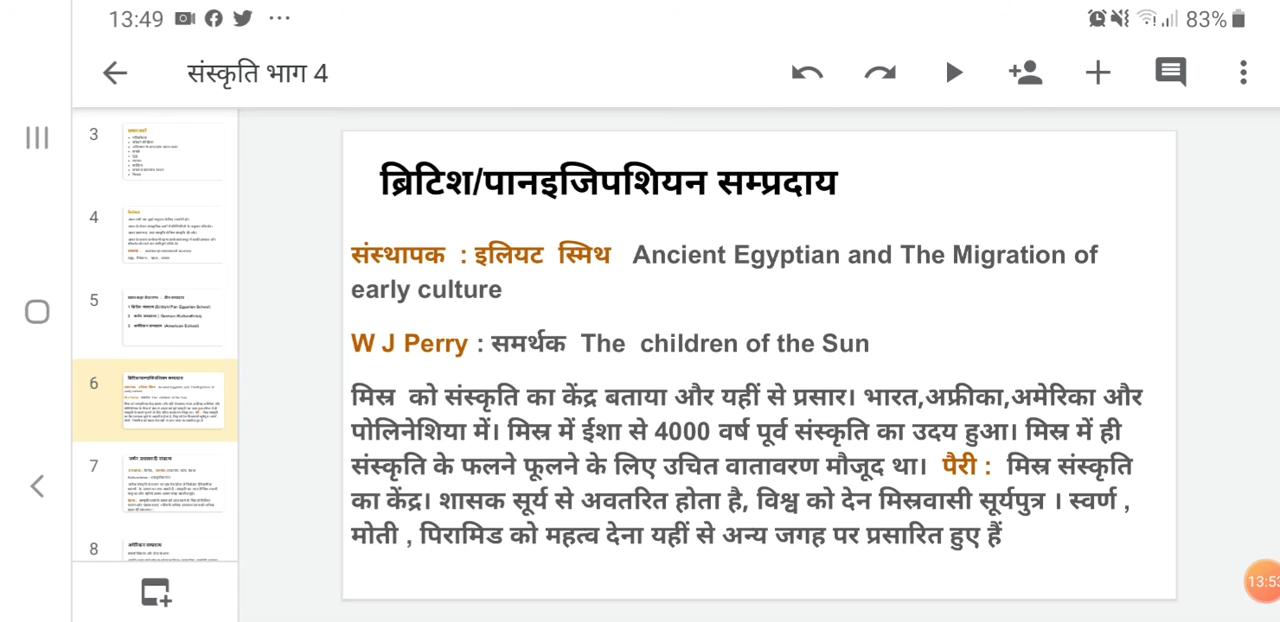 13:49
83%
संस्कृति भाग 4
3
4
5
6
7
8
ब्रिटिश/पानइजिपशियन सम्प्रदाय
संस्थापक : इलियट स्मिथ Ancient Egyptian and The Migration of
early culture
W J Perry : समर्थक The children of the Sun
मिस्र को संस्कृति का केंद्र बताया और यहीं से प्रसार। भारत,अफ्रीका,अमेरिका और
पोलिनेशिया में। मिस्र में ईशा से 4000 वर्ष पूर्व संस्कृति का उदय हुआ। मिस्र में ही
संस्कृति के फलने फूलने के लिए उचित वातावरण मौजूद था। पैरी : मिस्र संस्कृति
का केंद्र। शासक सूर्य से अवतरित होता है, विश्व को देन मिस्रवासी सूर्यपुत्र । स्वर्ण ,
मोती , पिरामिड को महत्व देना यहीं से अन्य जगह पर प्रसारित हुए हैं